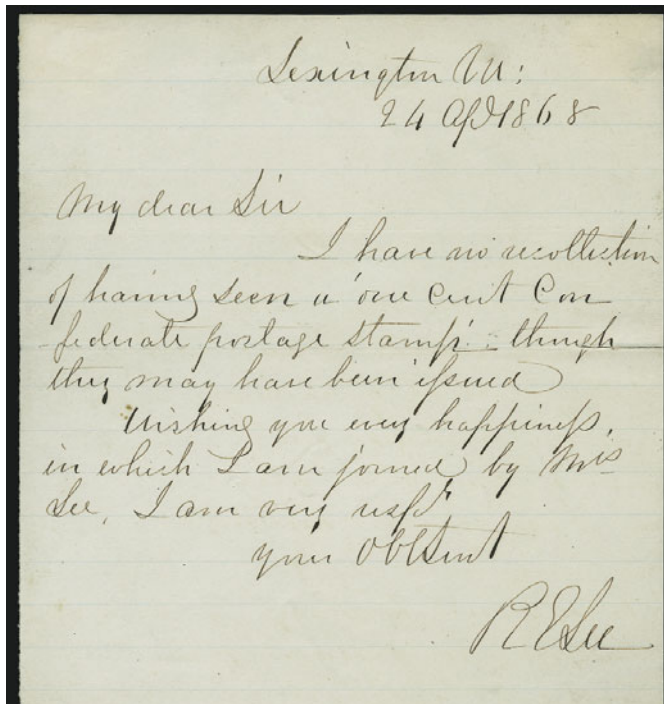 Lexington Va:
24 Apl 1868
My dear Sir
I have no recollection
of having seen a 'one cent Con
federate postage stamp' - though
they may have been issued
Wishing you every happiness,
in which I am joined by Mrs
Lee, I am very respy
your Obt Servt
R E Lee